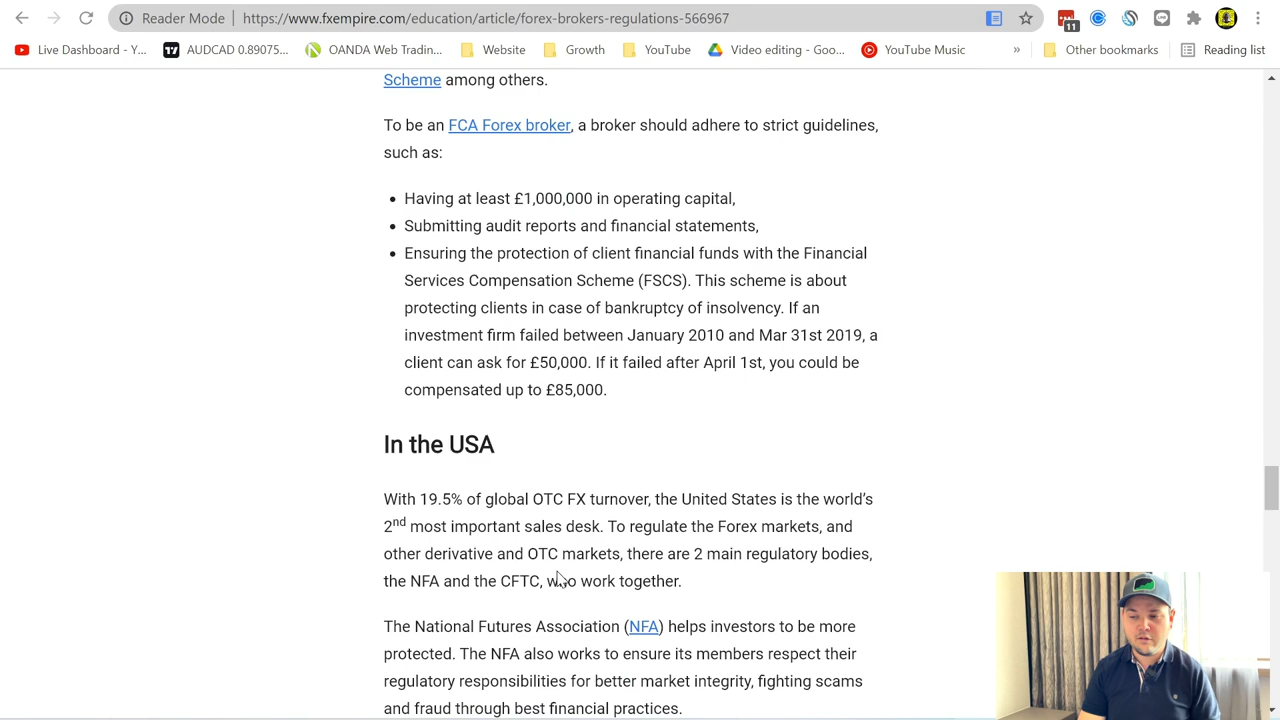 Reader Mode | https://www.fxempire.com/education/article/forex-brokers-regulations-566967
11
Live Dashboard - Y... AUDCAD 0.89075... OANDA Web Tradin... Website Growth YouTube Video editing - Goo... YouTube Music » Other bookmarks Reading list
Scheme among others.
To be an FCA Forex broker, a broker should adhere to strict guidelines,
such as:
• Having at least £1,000,000 in operating capital,
• Submitting audit reports and financial statements,
• Ensuring the protection of client financial funds with the Financial
Services Compensation Scheme (FSCS). This scheme is about
protecting clients in case of bankruptcy of insolvency. If an
investment firm failed between January 2010 and Mar 31st 2019, a
client can ask for £50,000. If it failed after April 1st, you could be
compensated up to £85,000.
In the USA
With 19.5% of global OTC FX turnover, the United States is the world’s
2nd most important sales desk. To regulate the Forex markets, and
other derivative and OTC markets, there are 2 main regulatory bodies,
the NFA and the CFTC, who work together.
The National Futures Association (NFA) helps investors to be more
protected. The NFA also works to ensure its members respect their
regulatory responsibilities for better market integrity, fighting scams
and fraud through best financial practices.